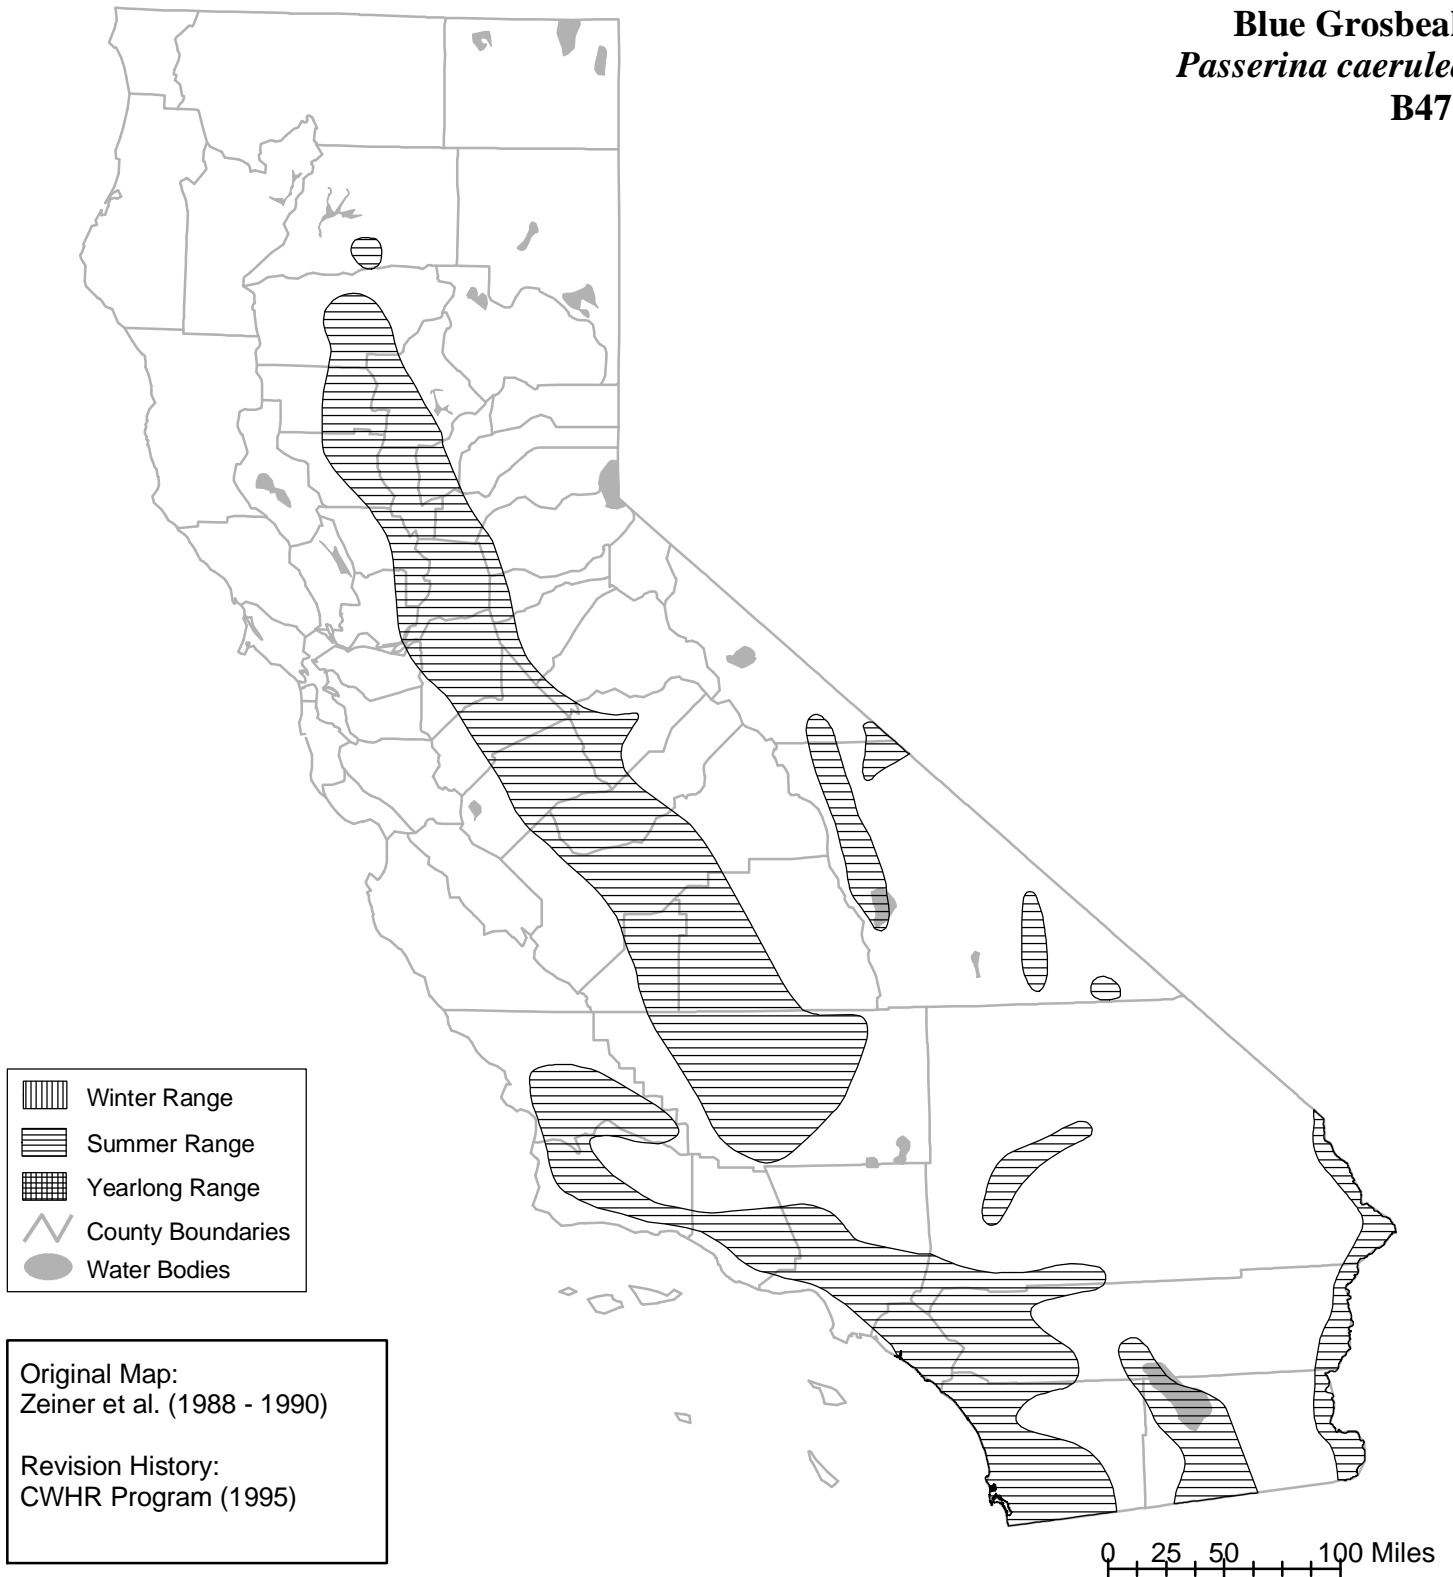 Blue Grosbeak
Passerina caerulea
B47
Winter Range
Summer Range
Yearlong Range
County Boundaries
Water Bodies
Original Map:
Zeiner et al. (1988 - 1990)
Revision History:
CWHR Program (1995)
0 25 50 100 Miles